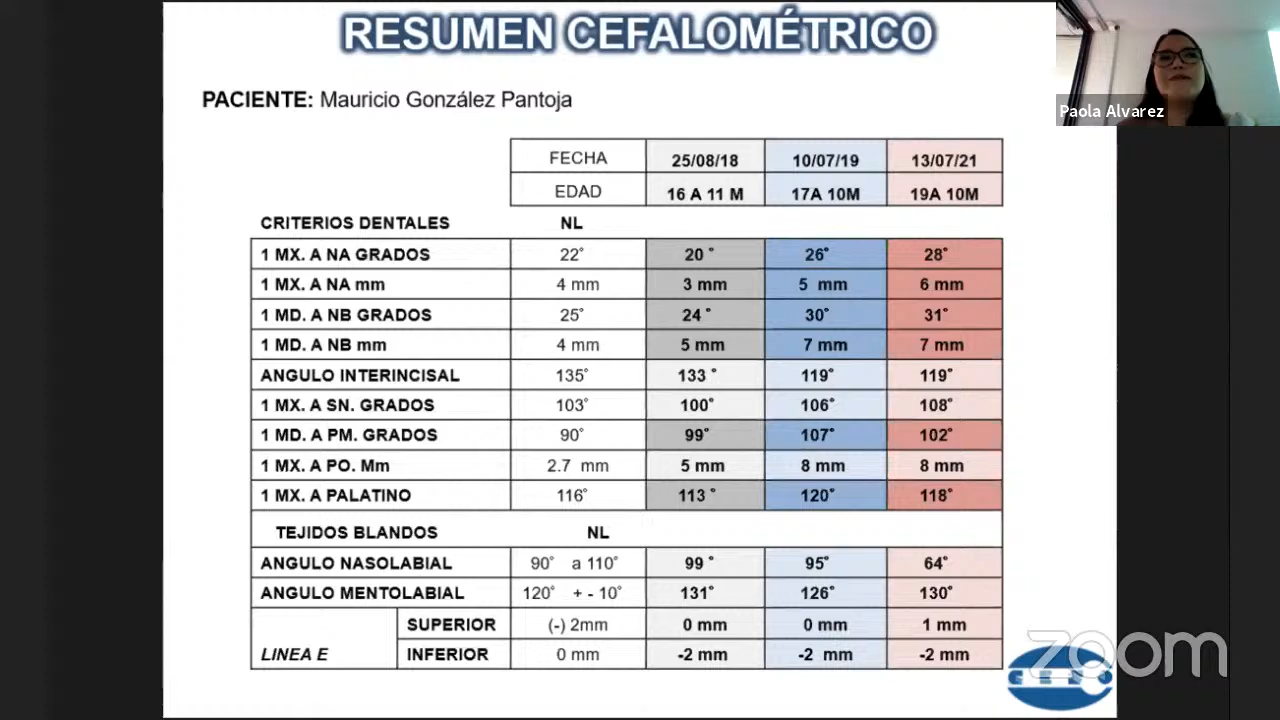 RESUMEN CEFALOMÉTRICO
Paola Alvarez
PACIENTE: Mauricio González Pantoja
FECHA 25/08/18 10/07/19 13/07/21
EDAD 16 A 11 M 17A 10M 19A 10M
CRITERIOS DENTALES NL
1 MX. A NA GRADOS 22° 20 ° 26° 28°
1 MX. A NA mm 4 mm 3 mm 5 mm 6 mm
1 MD. A NB GRADOS 25° 24 ° 30° 31°
1 MD. A NB mm 4 mm 5 mm 7 mm 7 mm
ANGULO INTERINCISAL 135° 133 ° 119° 119°
1 MX. A SN. GRADOS 103° 100° 106° 108°
1 MD. A PM. GRADOS 90° 99° 107° 102°
1 MX. A PO. Mm 2.7 mm 5 mm 8 mm 8 mm
1 MX. A PALATINO 116° 113 ° 120° 118°
TEJIDOS BLANDOS NL
ANGULO NASOLABIAL 90° a 110° 99 ° 95° 64°
ANGULO MENTOLABIAL 120° + - 10° 131° 126° 130°
SUPERIOR (-) 2mm 0 mm 0 mm 1 mm
LINEA E INFERIOR 0 mm -2 mm -2 mm -2 mm
zoom